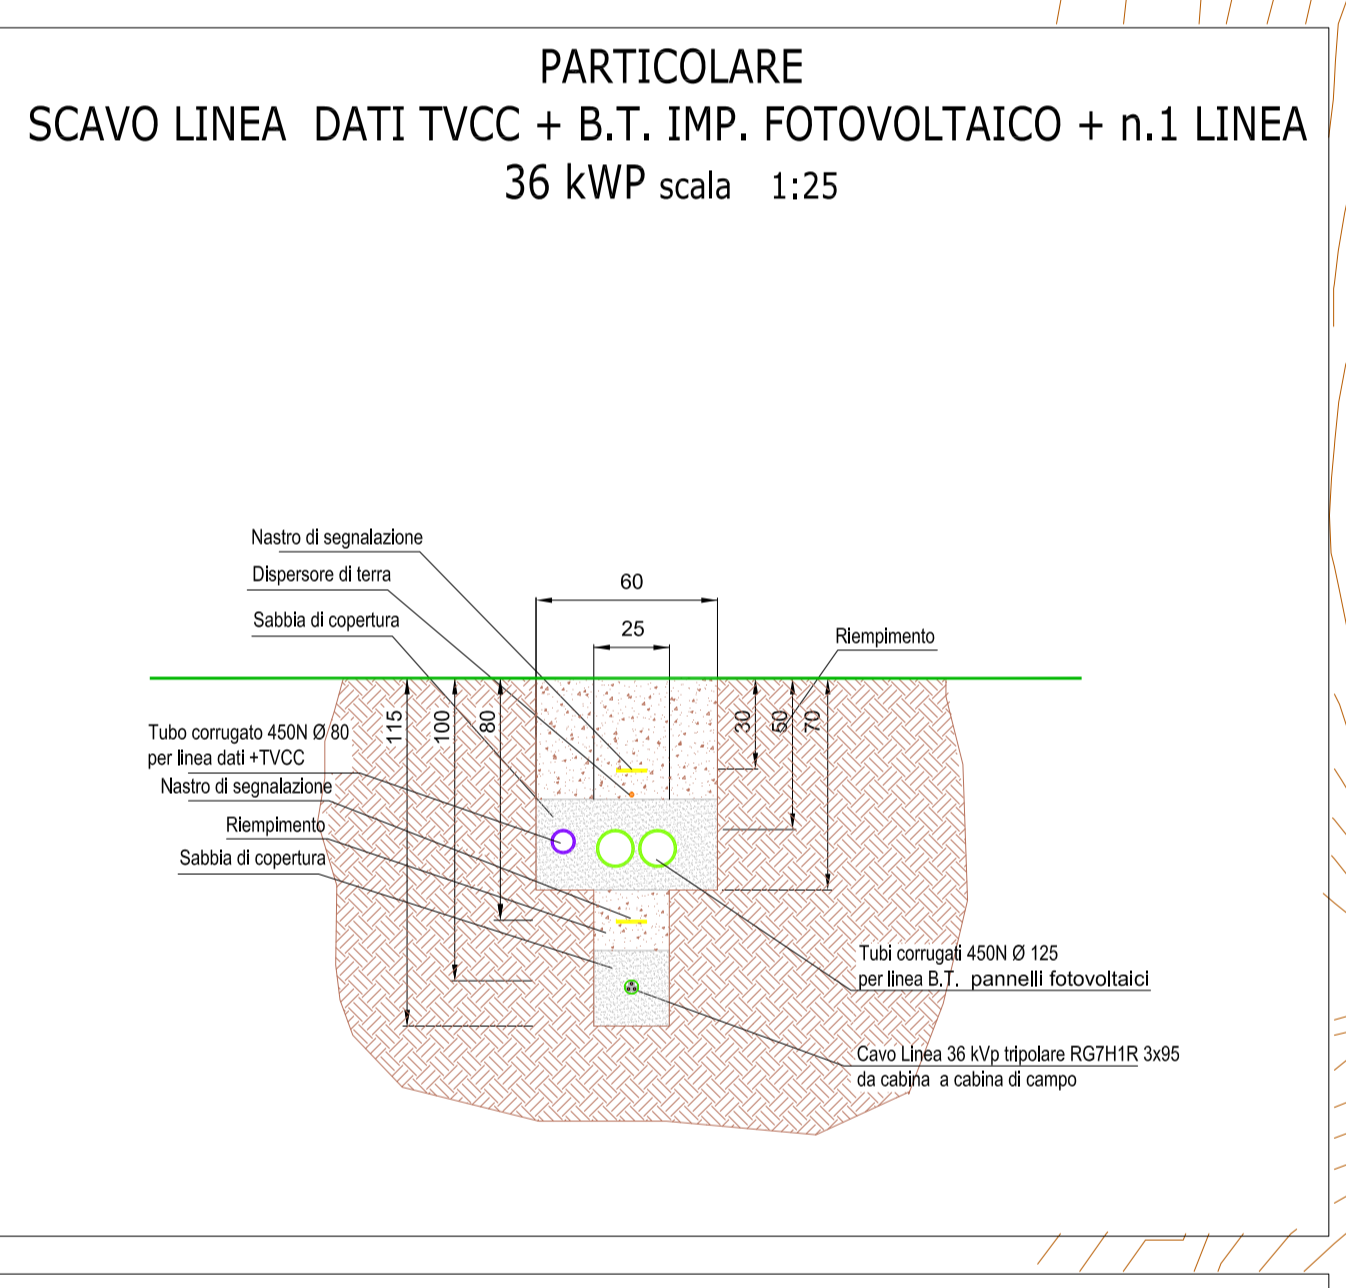 PARTICOLARE
SCAVO LINEA DATI TVCC + B.T. IMP. FOTOVOLTAICO + n.1 LINEA
36 kWP scala 1:25
Nastro di segnalazione
Dispersore di terra
Sabbia di copertura
60
25
Riempimento
115
100
80
30
50
70
Tubo corrugato 450N Ø 80
per linea dati +TVCC
Nastro di segnalazione
Riempimento
Sabbia di copertura
Tubi corrugati 450N Ø 125
per linea B.T. pannelli fotovoltaici
Cavo Linea 36 kVp tripolare RG7H1R 3x95
da cabina a cabina di campo